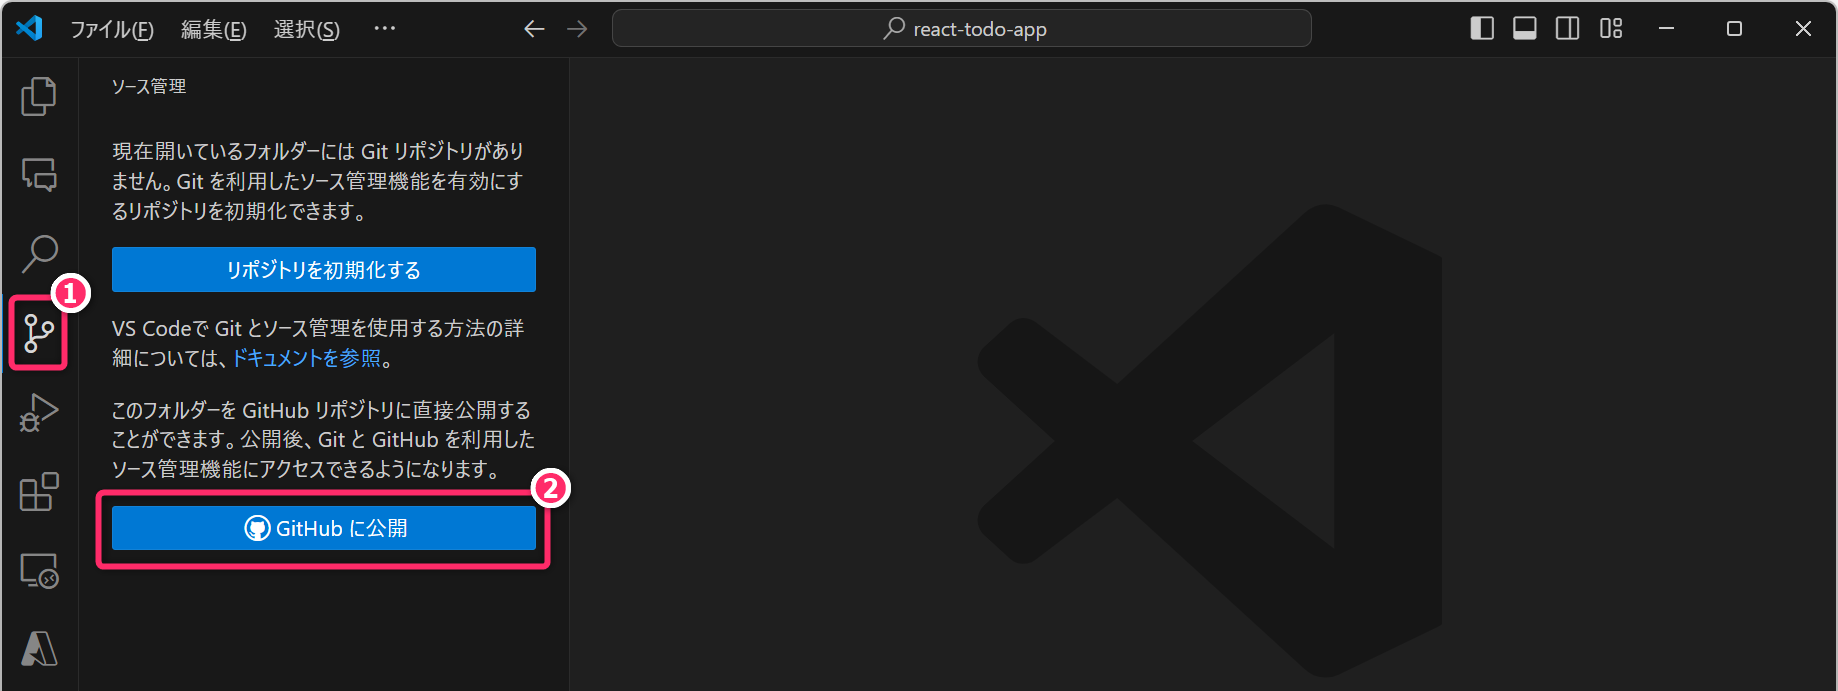 ファイル(F) 編集(E) 選択(S) … react-todo-app
ソース管理
現在開いているフォルダーには Git リポジトリがあり
ません。Git を利用したソース管理機能を有効にす
るリポジトリを初期化できます。
リポジトリを初期化する
1
VS Codeで Git とソース管理を使用する方法の詳
細については、ドキュメントを参照。
このフォルダーを GitHub リポジトリに直接公開する
ことができます。公開後、Git と GitHub を利用した
ソース管理機能にアクセスできるようになります。
2
GitHub に公開